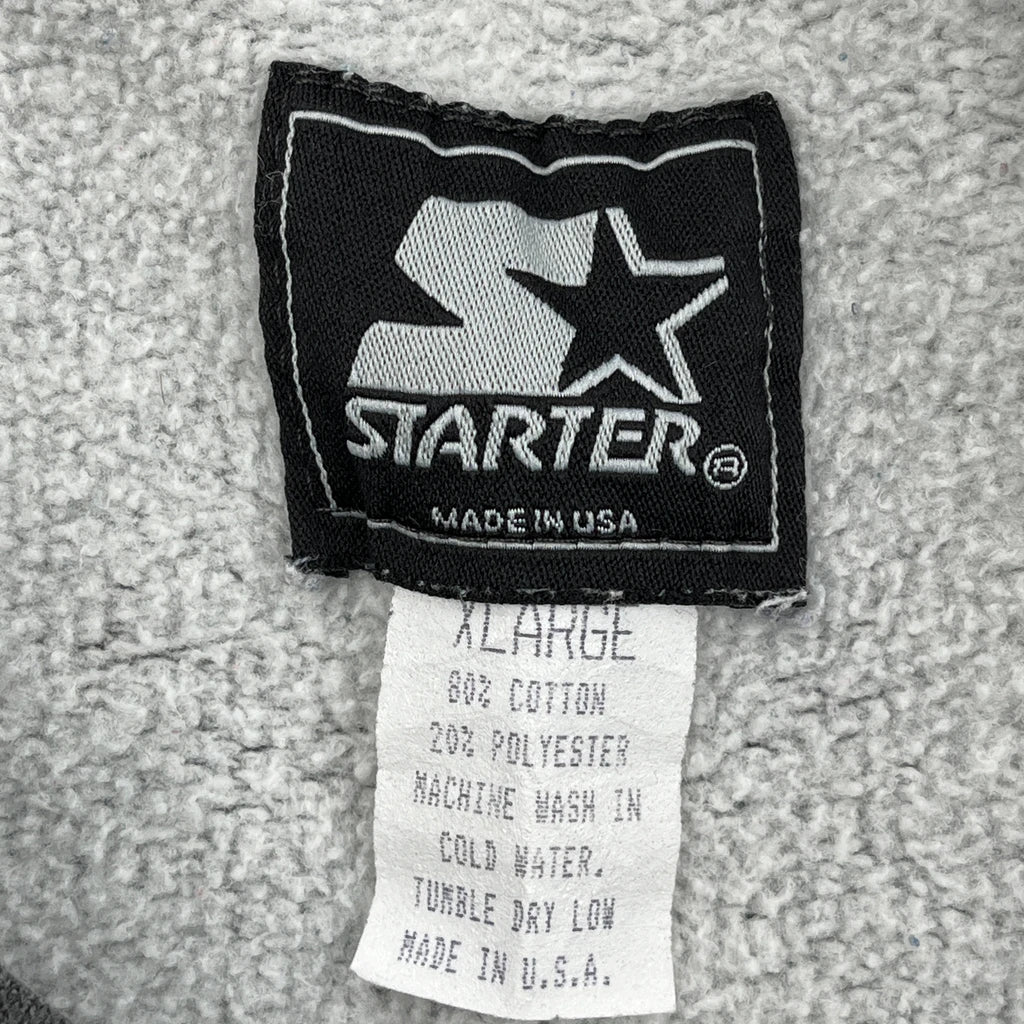 STARTER®
MADE IN USA
XLARGE
80% COTTON
20% POLYESTER
MACHINE WASH IN
COLD WATER.
TUMBLE DRY LOW
MADE IN U.S.A.